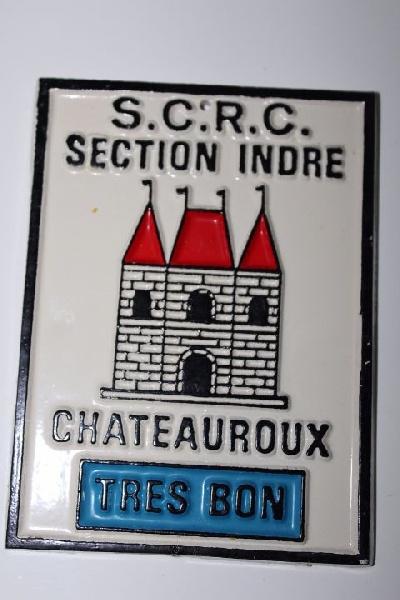 S.C.R.C.
SECTION INDRE
CHATEAUROUX
TRES BON